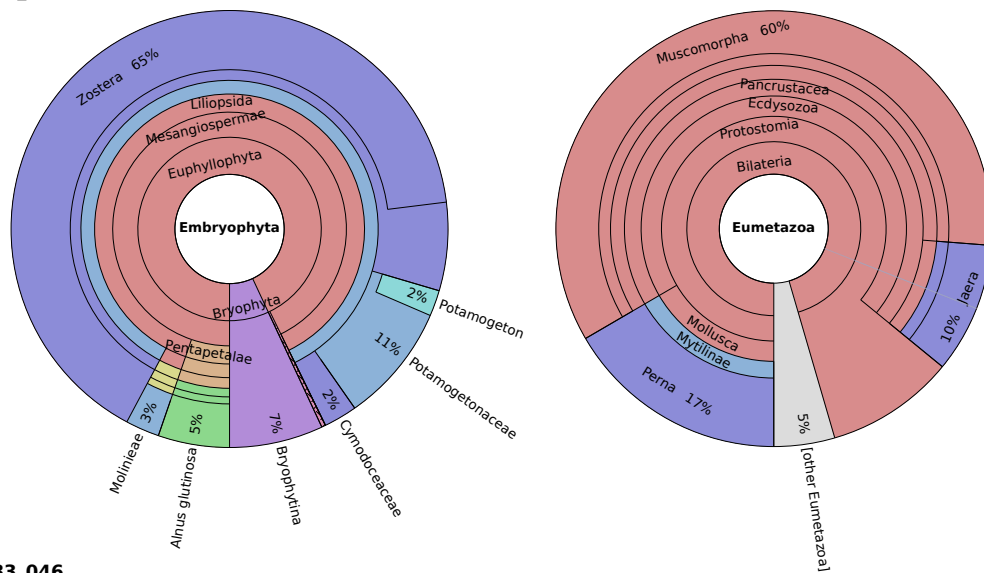 Zostera 65%
Liliopsida
Mesangiospermae
Euphyllophyta
Embryophyta
Bryophyta
Pentapetalae
2%
Potamogeton
11%
Potamogetonaceae
2%
Cymodoceaceae
7%
Bryophytina
5%
Alnus glutinosa
3%
Molinieae
Muscomorpha 60%
Pancrustacea
Ecdysozoa
Protostomia
Bilateria
Eumetazoa
Jaera
10%
Mollusca
Mytilinae
Perna 17%
5%
[other Eumetazoa]